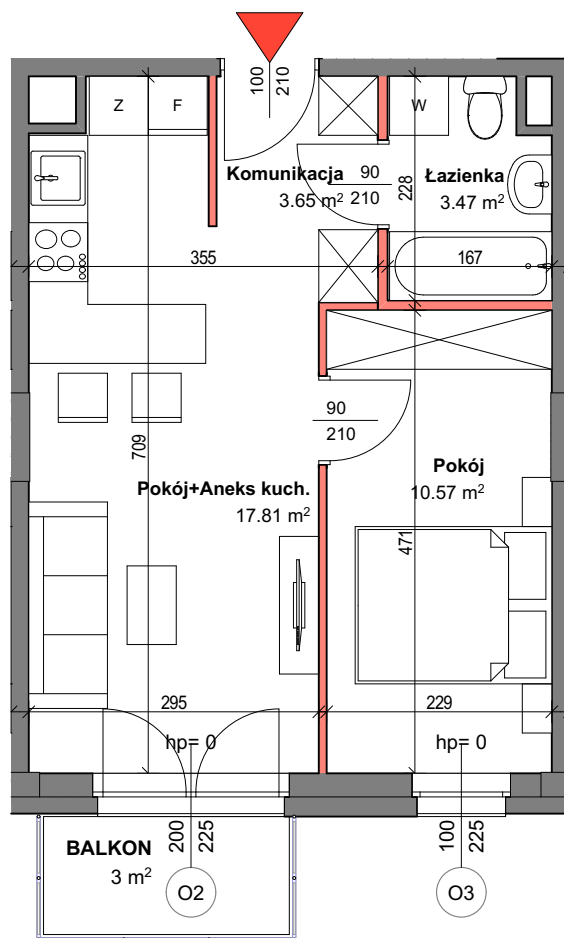 100
210
Z
F
W
Komunikacja
3.65 m²
90
210
228
Łazienka
3.47 m²
355
167
709
90
210
Pokój+Aneks kuch.
17.81 m²
Pokój
10.57 m²
471
295
229
hp= 0
hp= 0
BALKON
3 m²
200
225
O2
100
225
O3